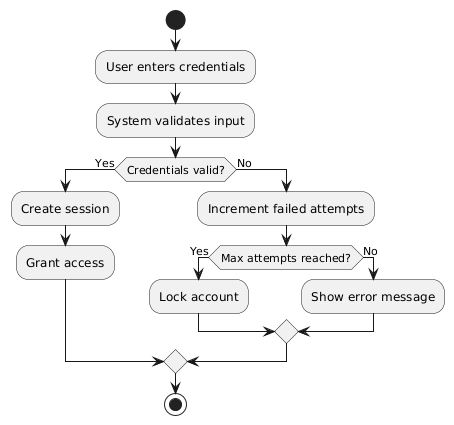 User enters credentials
System validates input
Yes
Credentials valid?
No
Create session
Increment failed attempts
Grant access
Yes
Max attempts reached?
No
Lock account
Show error message